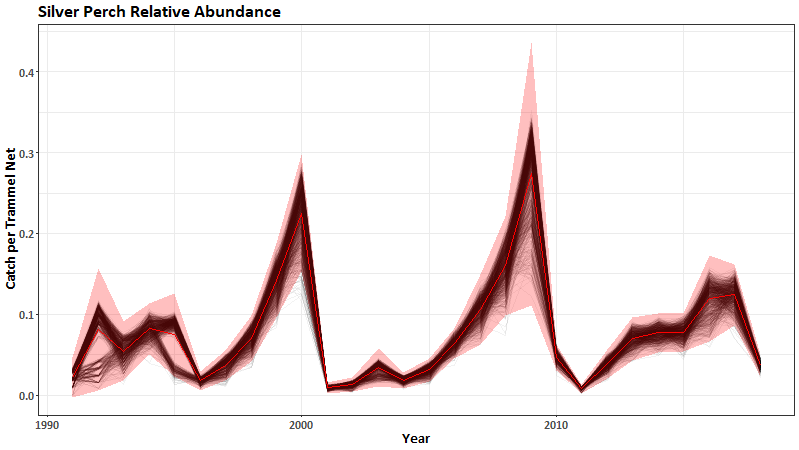 Silver Perch Relative Abundance
0.4
0.3
0.2
0.1
0.0
Catch per Trammel Net
1990
2000
2010
Year